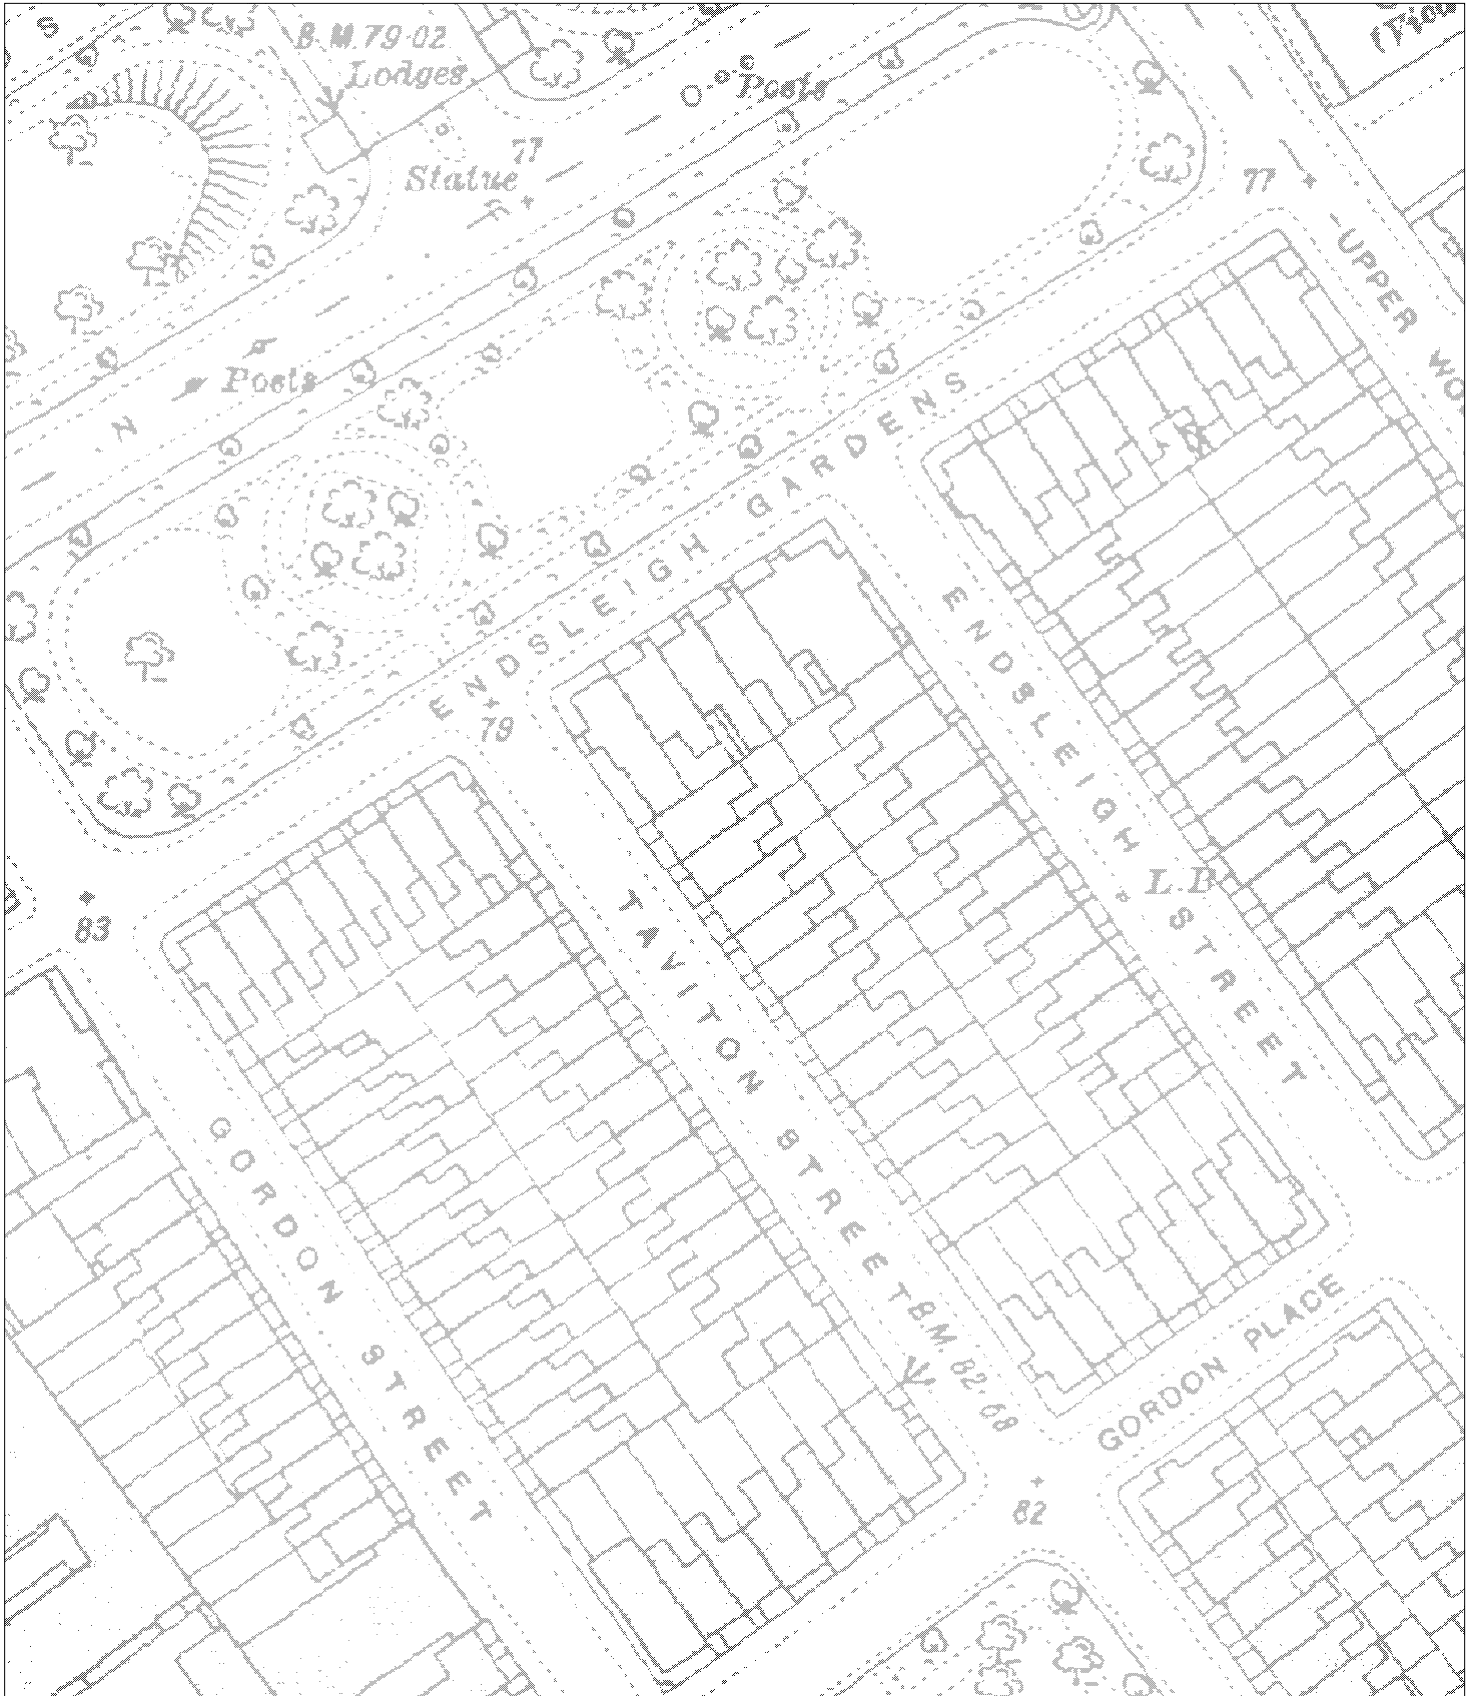 S
B.M. 79·02
Lodges
Posts
77
Statue
77
UPPER WO
Posts
N
ENDSLEIGH GARDENS
79
ENDSLEIGH STREET
L.B
83
TAVITON STREET
GORDON STREET
B.M. 82·68
GORDON PLACE
82